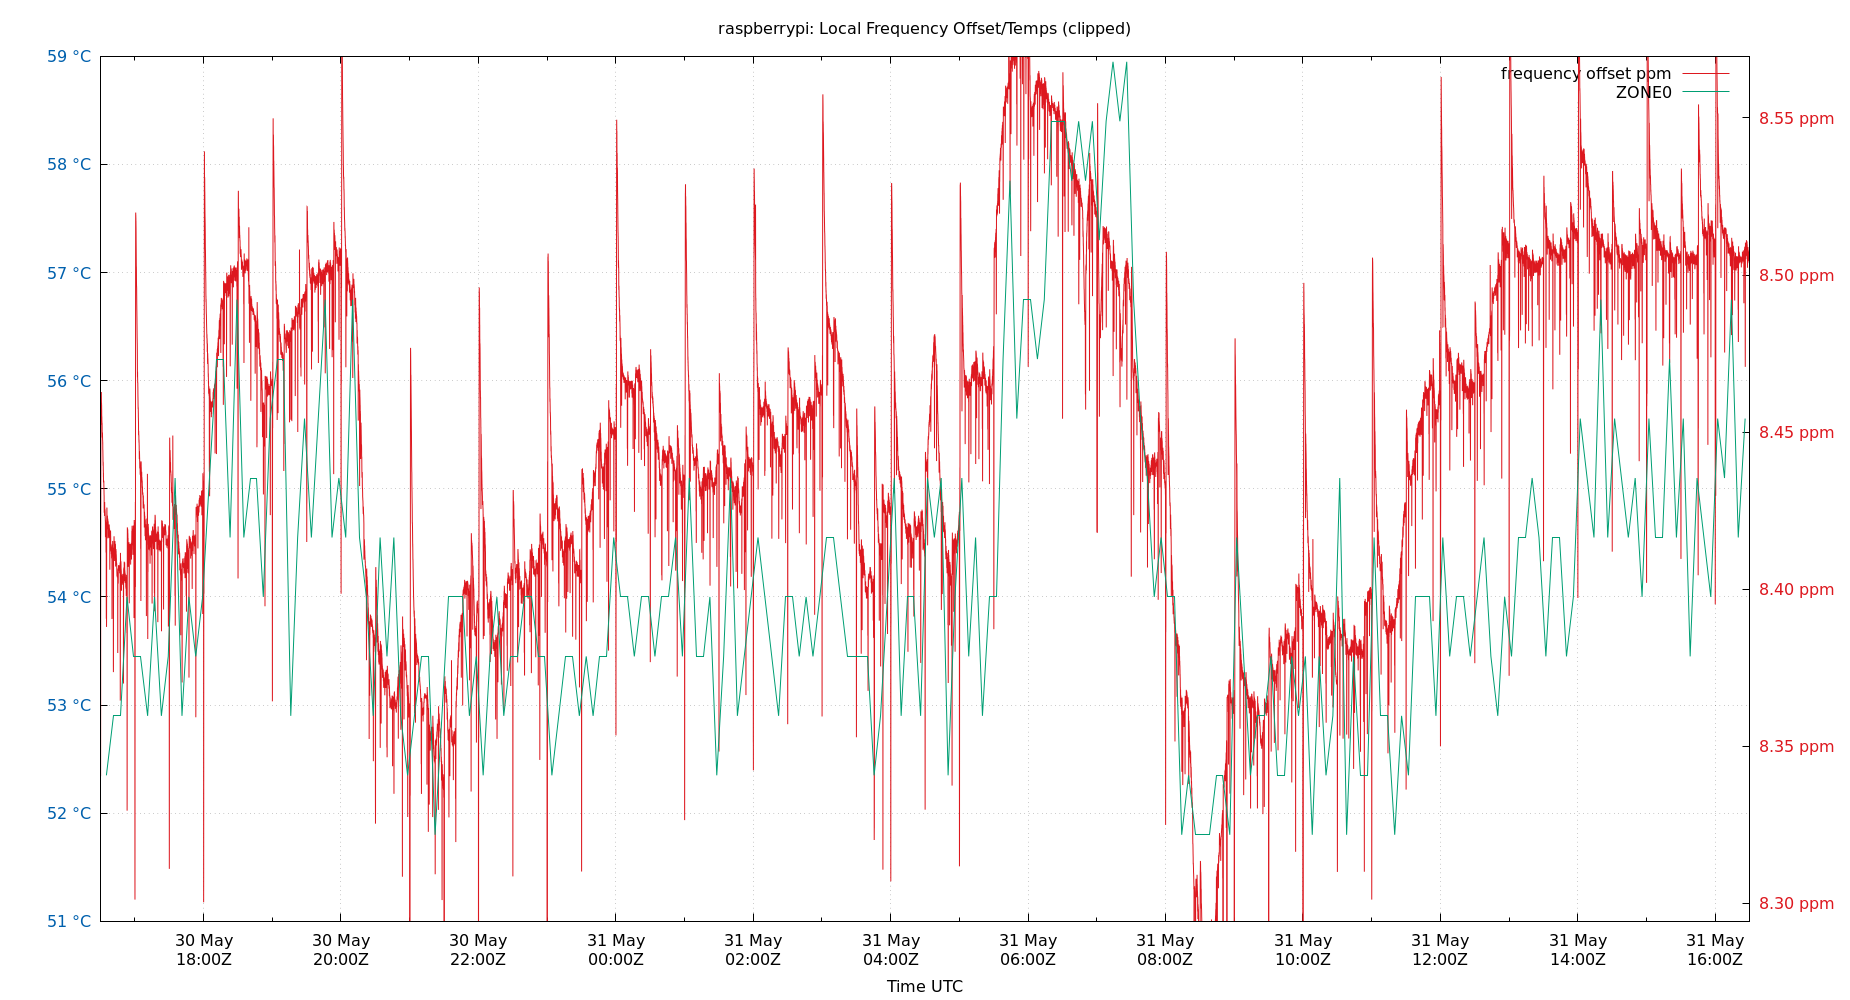 raspberrypi: Local Frequency Offset/Temps (clipped)
59 °C
58 °C
57 °C
56 °C
55 °C
54 °C
53 °C
52 °C
51 °C
frequency offset ppm
ZONE0
8.55 ppm
8.50 ppm
8.45 ppm
8.40 ppm
8.35 ppm
8.30 ppm
30 May 30 May 30 May 31 May 31 May 31 May 31 May 31 May 31 May 31 May 31 May 31 May
18:00Z 20:00Z 22:00Z 00:00Z 02:00Z 04:00Z 06:00Z 08:00Z 10:00Z 12:00Z 14:00Z 16:00Z
Time UTC